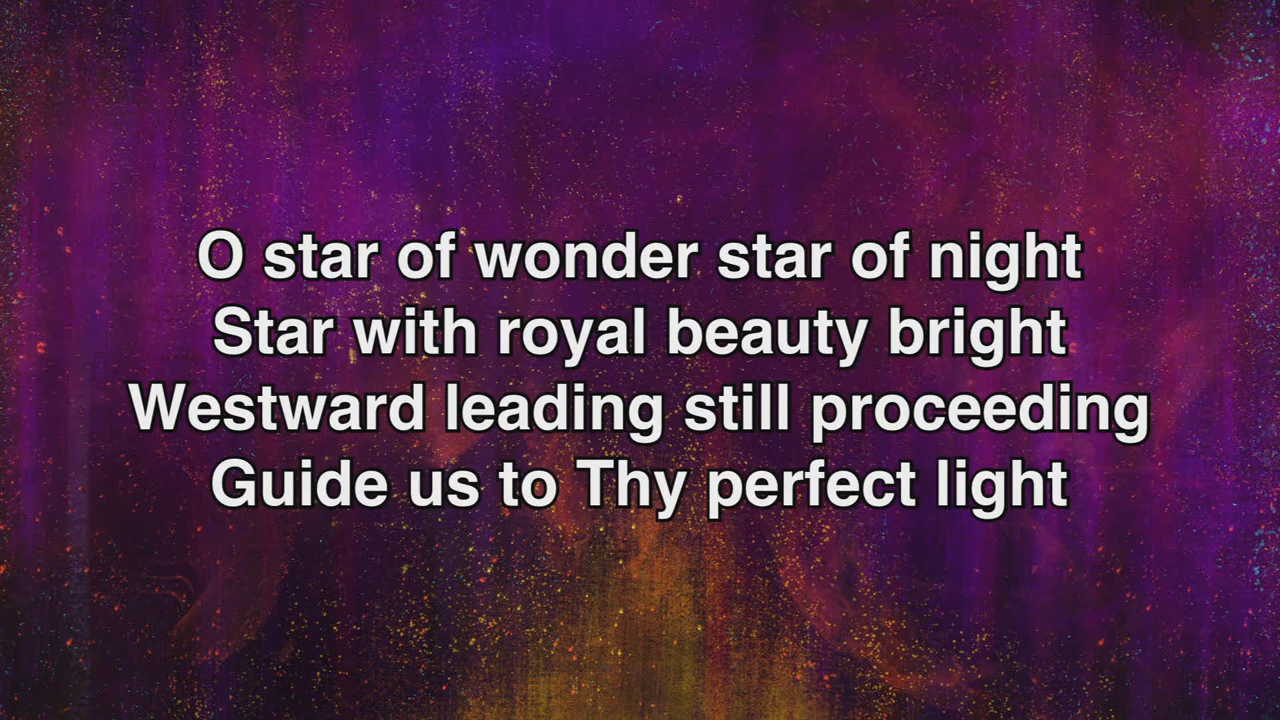 O star of wonder star of night
Star with royal beauty bright
Westward leading still proceeding
Guide us to Thy perfect light